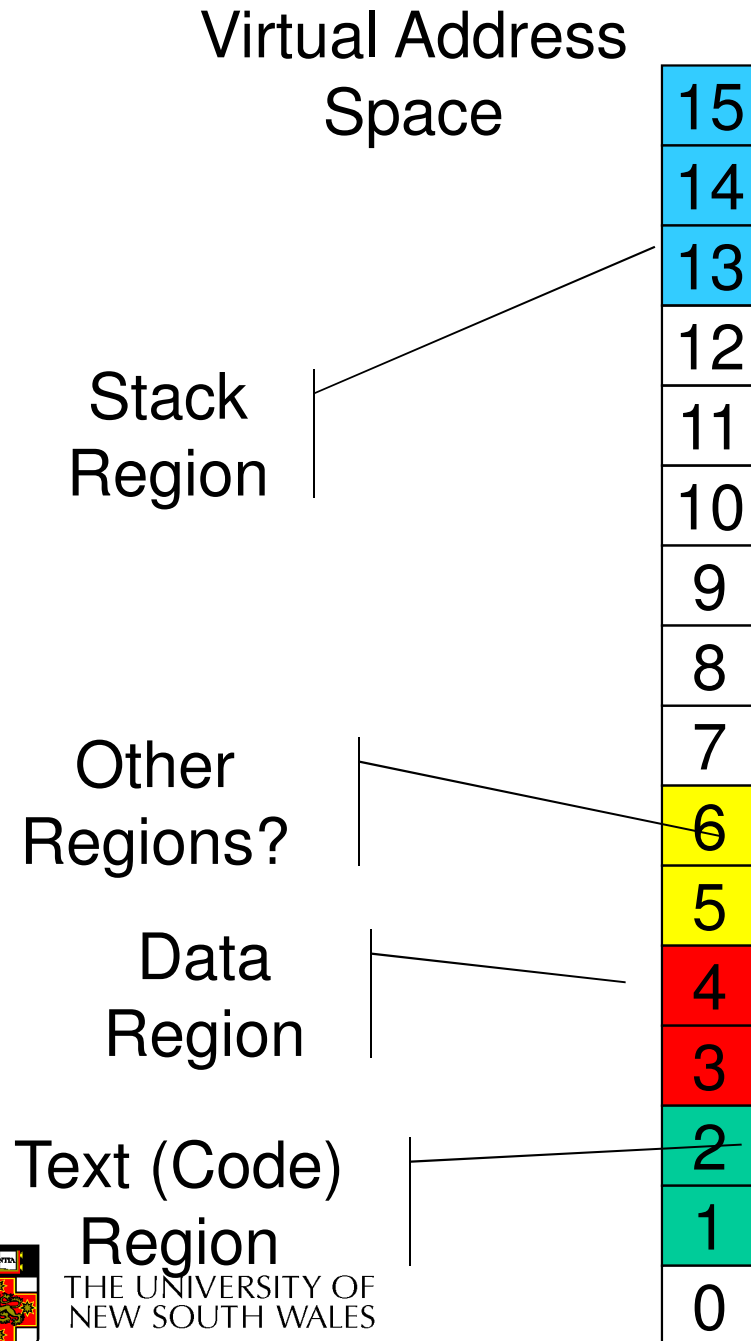 Virtual Address
Space
15
14
13
12
Stack
Region
11
10
9
8
7
Other
Regions?
6
5
Data
Region
4
3
Text (Code)
Region
2
1
0
THE UNIVERSITY OF
NEW SOUTH WALES